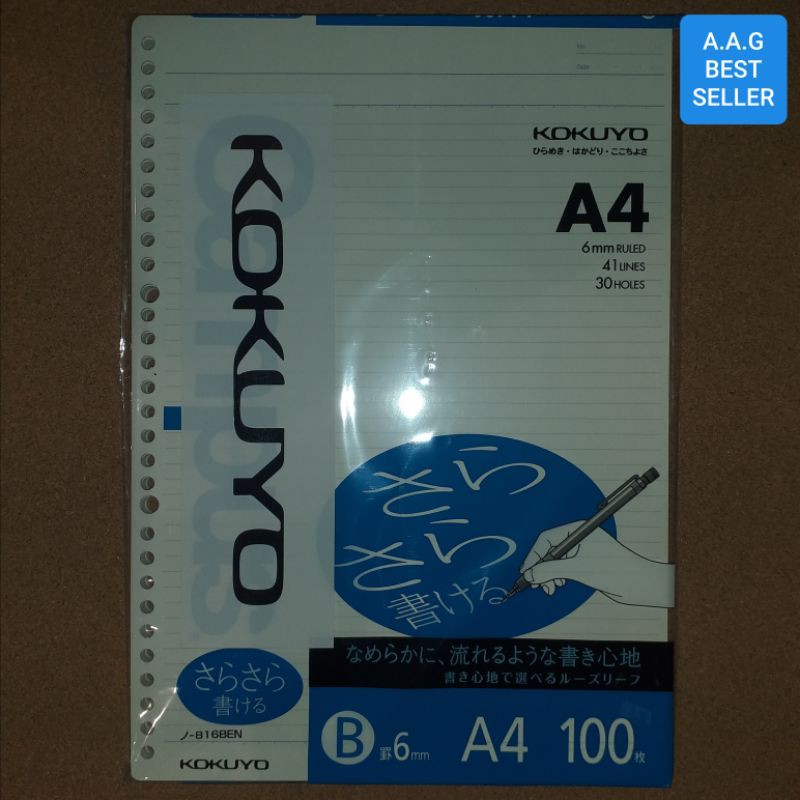 A.A.G
BEST
SELLER
No.
Date
Campus
KOKUYO
KOKUYO
ひらめき・はかどり・ここちよさ
A4
6mm RULED
41 LINES
30 HOLES
さら
さら
書ける
なめらかに、流れるような書き心地
書き心地で選べるルーズリーフ
さらさら
書ける
ノ-816BEN
KOKUYO
B 罫6mm A4 100枚